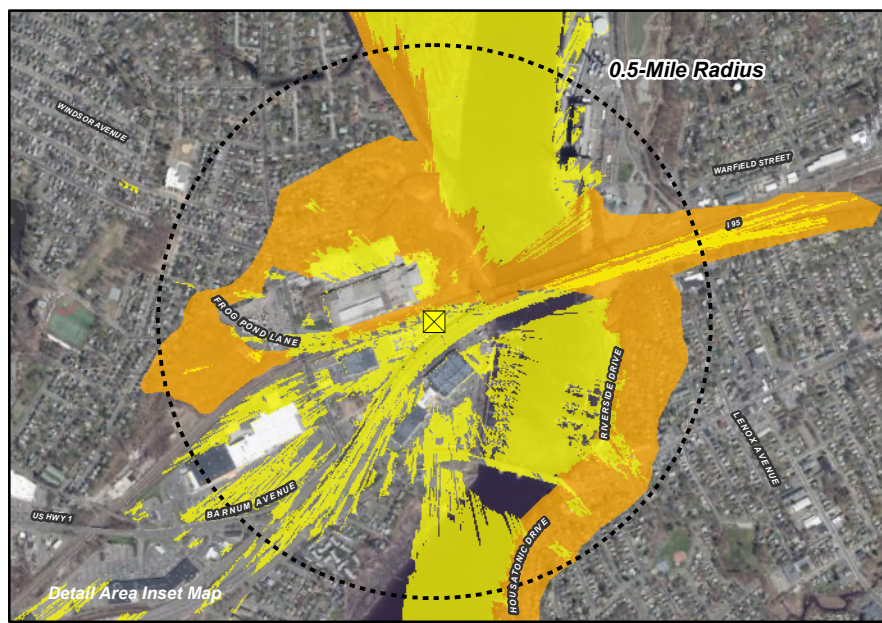 0.5-Mile Radius
WINDSOR AVENUE
WARFIELD STREET
I 95
FROG POND LANE
RIVERSIDE DRIVE
LENOX AVENUE
BARNUM AVENUE
US HWY 1
HOUSATONIC DRIVE
Detail Area Inset Map